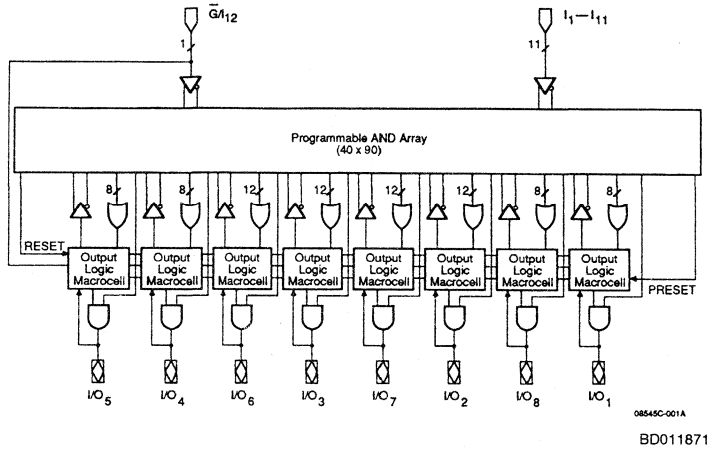 G̅/I12
I1—I11
1
11
Programmable AND Array
(40 x 90)
8
8
12
12
12
12
8
8
RESET
Output
Logic
Macrocell
Output
Logic
Macrocell
Output
Logic
Macrocell
Output
Logic
Macrocell
Output
Logic
Macrocell
Output
Logic
Macrocell
Output
Logic
Macrocell
Output
Logic
Macrocell
PRESET
I/O5
I/O4
I/O6
I/O3
I/O7
I/O2
I/O8
I/O1
08545C-001A
BD011871